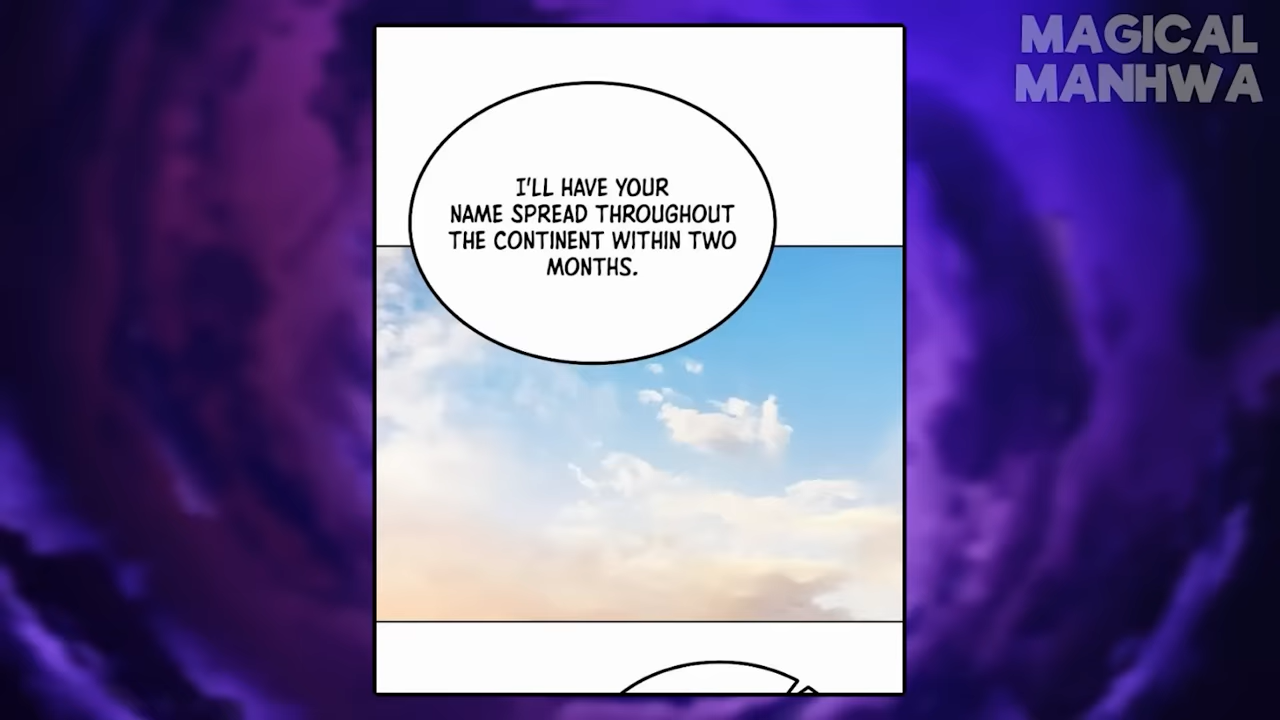 MAGICAL
MANHWA
I'LL HAVE YOUR
NAME SPREAD THROUGHOUT
THE CONTINENT WITHIN TWO
MONTHS.